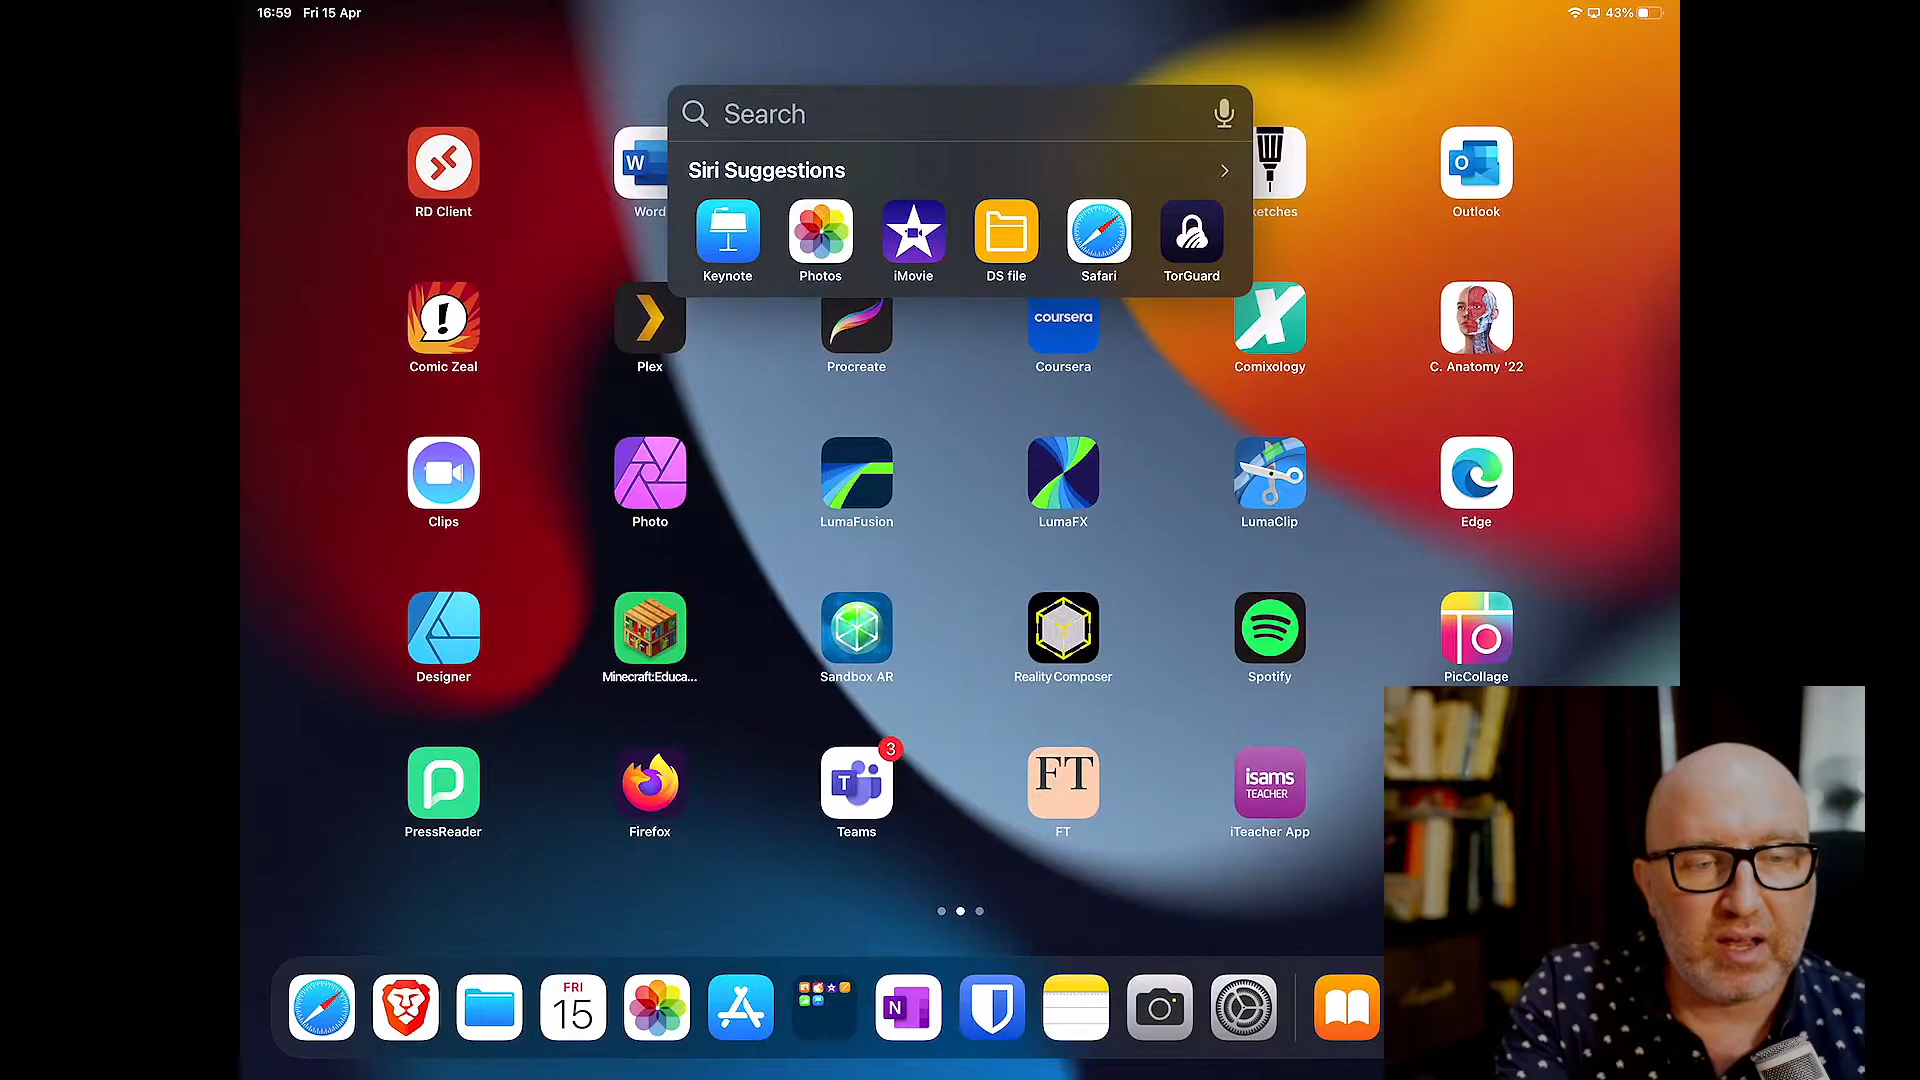 16:59 Fri 15 Apr
43%
Search
Siri Suggestions
Keynote Photos iMovie DS file Safari TorGuard
W
O
RD Client Word etches Outlook
!
coursera
Comic Zeal Plex Procreate Coursera Comixology C. Anatomy '22
Clips Photo LumaFusion LumaFX LumaClip Edge
Designer Minecraft:Educa... Sandbox AR Reality Composer Spotify PicCollage
3
T
FT
isams
TEACHER
PressReader Firefox Teams FT iTeacher App
FRI
15
N